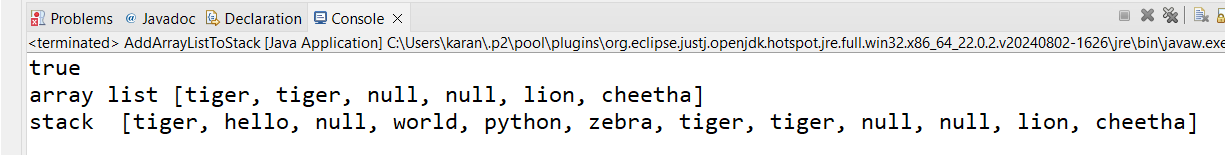 Problems @ Javadoc Declaration Console ×
<terminated> AddArrayListToStack [Java Application] C:\Users\karan\.p2\pool\plugins\org.eclipse.justj.openjdk.hotspot.jre.full.win32.x86_64_22.0.2.v20240802-1626\jre\bin\javaw.exe
true
array list [tiger, tiger, null, null, lion, cheetha]
stack  [tiger, hello, null, world, python, zebra, tiger, tiger, null, null, lion, cheetha]